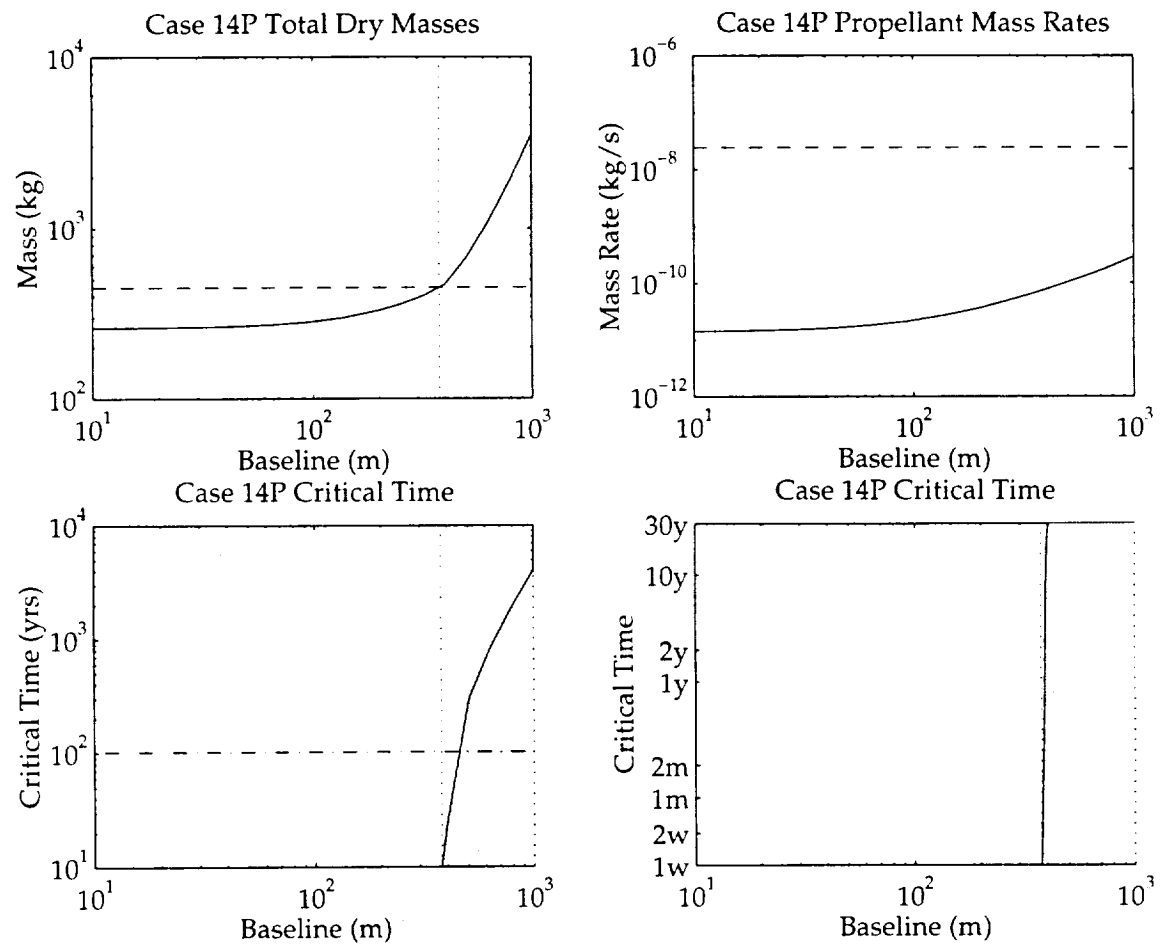 Case 14P Total Dry Masses
10^4
10^3
10^2
Mass (kg)
10^1
10^2
10^3
Baseline (m)
Case 14P Propellant Mass Rates
10^-6
10^-8
10^-10
10^-12
Mass Rate (kg/s)
10^1
10^2
10^3
Baseline (m)
Case 14P Critical Time
10^4
10^3
10^2
10^1
Critical Time (yrs)
10^1
10^2
10^3
Baseline (m)
Case 14P Critical Time
30y
10y
2y
1y
2m
1m
2w
1w
Critical Time
10^1
10^2
10^3
Baseline (m)